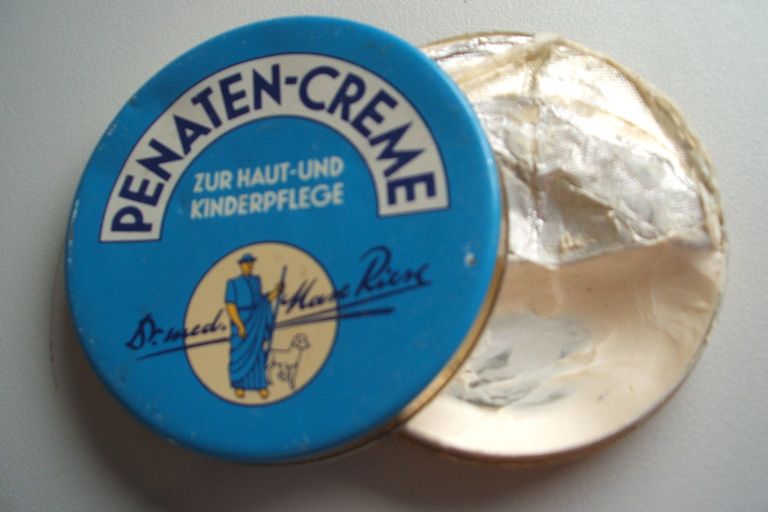 PENATEN-CREME
ZUR HAUT-UND
KINDERPFLEGE
Dr. med. Max Riese